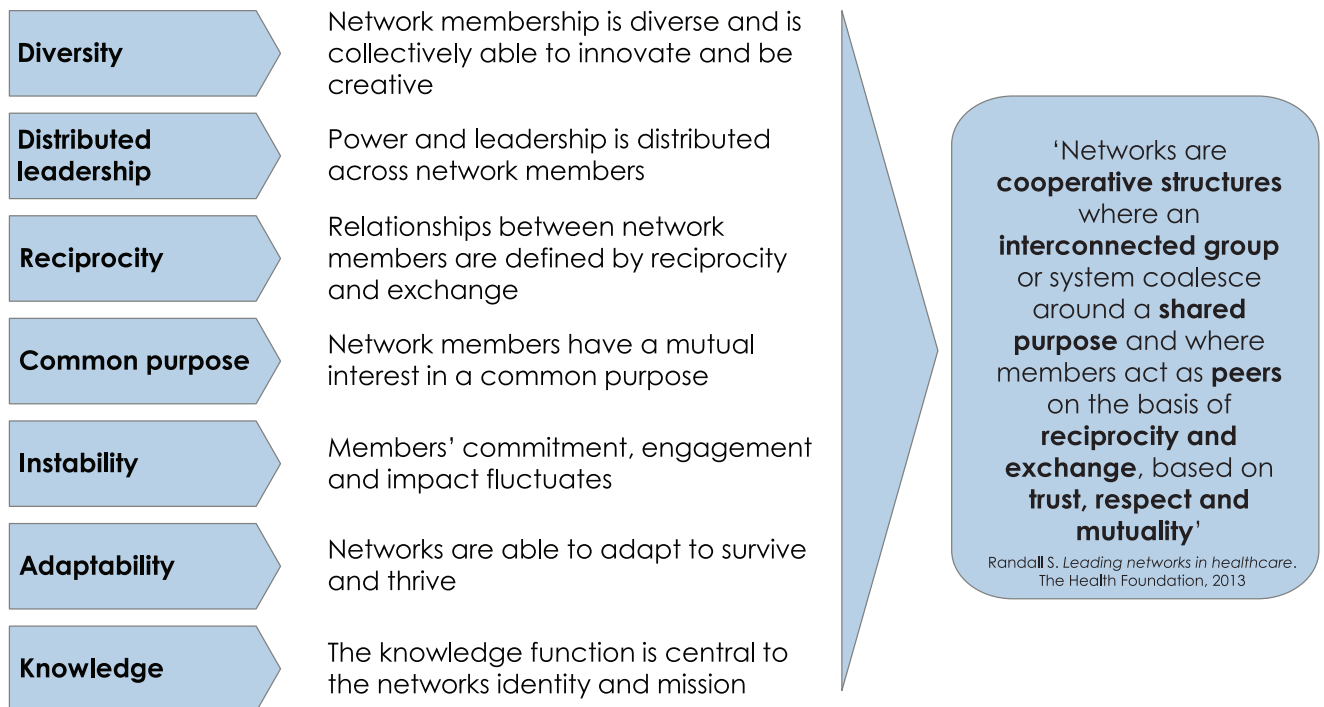 Diversity
Network membership is diverse and is
collectively able to innovate and be
creative
Distributed
leadership
Power and leadership is distributed
across network members
Reciprocity
Relationships between network
members are defined by reciprocity
and exchange
Common purpose
Network members have a mutual
interest in a common purpose
Instability
Members’ commitment, engagement
and impact fluctuates
Adaptability
Networks are able to adapt to survive
and thrive
Knowledge
The knowledge function is central to
the networks identity and mission
‘Networks are
cooperative structures
where an
interconnected group
or system coalesce
around a shared
purpose and where
members act as peers
on the basis of
reciprocity and
exchange, based on
trust, respect and
mutuality’
Randall S. Leading networks in healthcare.
The Health Foundation, 2013